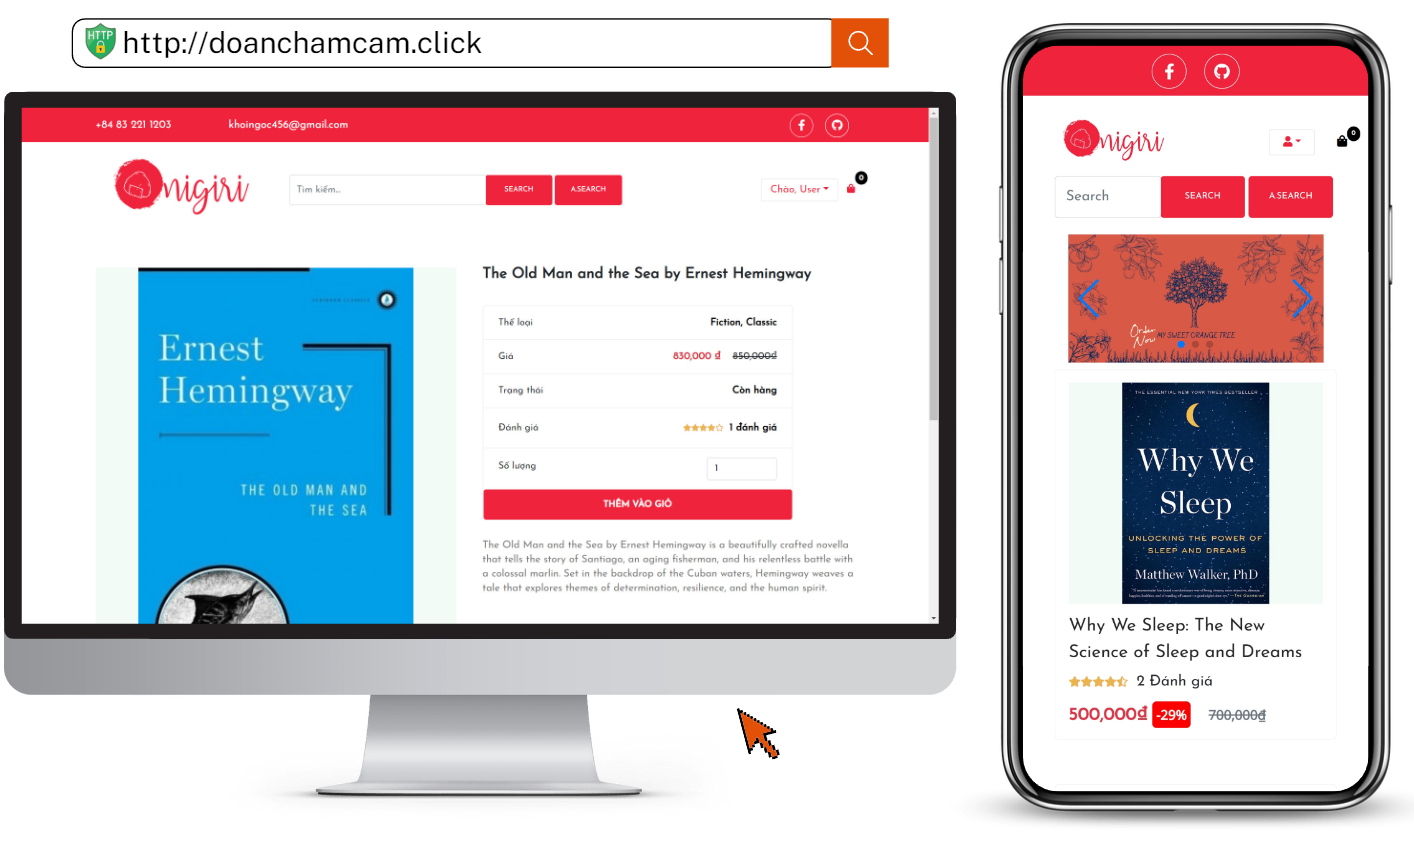 HTTP
http://doanchamcam.click
+84 83 221 1203 khoingoc456@gmail.com
Onigiri
Tìm kiếm...
SEARCH
A.SEARCH
Chào, User
0
Ernest
Hemingway
THE OLD MAN AND
THE SEA
The Old Man and the Sea by Ernest Hemingway
Thể loại Fiction, Classic
Giá 830,000 ₫ 850,000₫
Trạng thái Còn hàng
Đánh giá 1 đánh giá
Số lượng 1
THÊM VÀO GIỎ
The Old Man and the Sea by Ernest Hemingway is a beautifully crafted novella
that tells the story of Santiago, an aging fisherman, and his relentless battle with
a colossal marlin. Set in the backdrop of the Cuban waters, Hemingway weaves a
tale that explores themes of determination, resilience, and the human spirit.
Onigiri
0
Search
SEARCH
A.SEARCH
Order
Now
MY SWEET ORANGE TREE
THE ESSENTIAL NEW YORK TIMES BESTSELLER
Why We
Sleep
UNLOCKING THE POWER OF
SLEEP AND DREAMS
Matthew Walker, PhD
Why We Sleep: The New
Science of Sleep and Dreams
2 Đánh giá
500,000₫ -29% 700,000₫